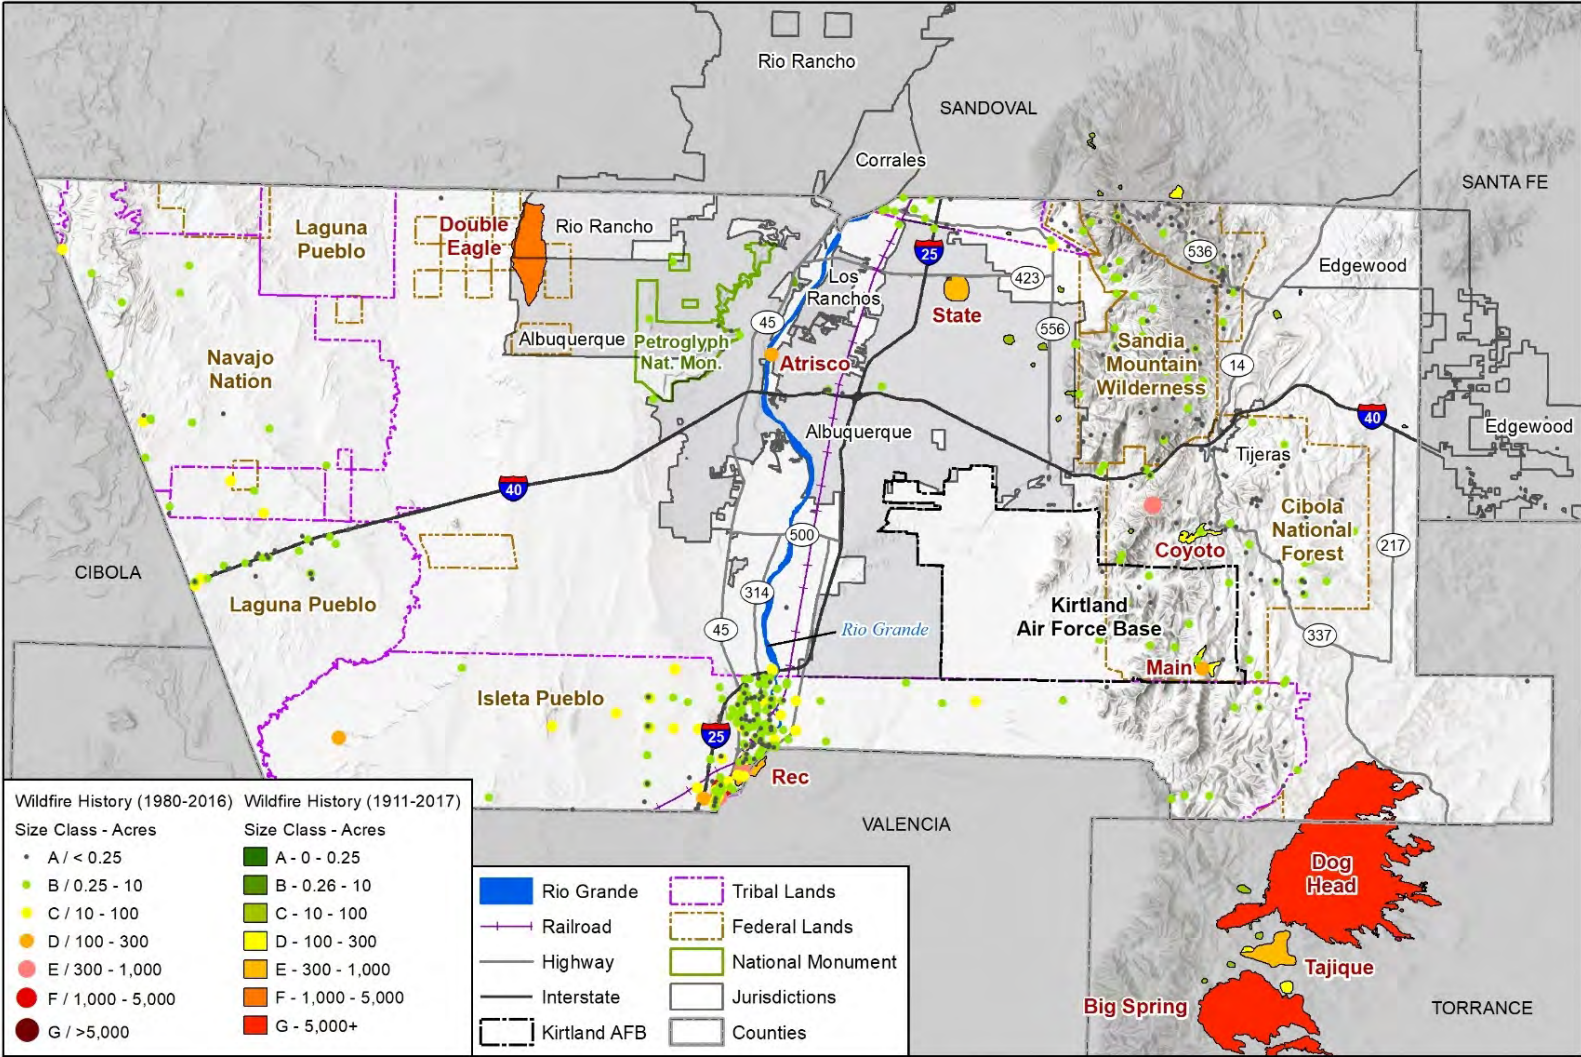 Rio Rancho
SANDOVAL
Corrales
SANTA FE
Laguna
Pueblo
Double
Eagle
Rio Rancho
25
536
Edgewood
Los
Ranchos
423
State
45
556
Albuquerque
Petroglyph
Nat. Mon.
Atrisco
Sandia
Mountain
Wilderness
14
Navajo
Nation
40
Albuquerque
Tijeras
Edgewood
40
Cibola
National
Forest
500
Coyoto
217
CIBOLA
Laguna Pueblo
314
45
Rio Grande
Kirtland
Air Force Base
337
Main
Isleta Pueblo
25
Rec
VALENCIA
Dog
Head
Tajique
Big Spring
TORRANCE
Wildfire History (1980-2016)
Size Class - Acres
A / < 0.25
B / 0.25 - 10
C / 10 - 100
D / 100 - 300
E / 300 - 1,000
F / 1,000 - 5,000
G / >5,000
Wildfire History (1911-2017)
Size Class - Acres
A - 0 - 0.25
B - 0.26 - 10
C - 10 - 100
D - 100 - 300
E - 300 - 1,000
F - 1,000 - 5,000
G - 5,000+
Rio Grande
Railroad
Highway
Interstate
Kirtland AFB
Tribal Lands
Federal Lands
National Monument
Jurisdictions
Counties